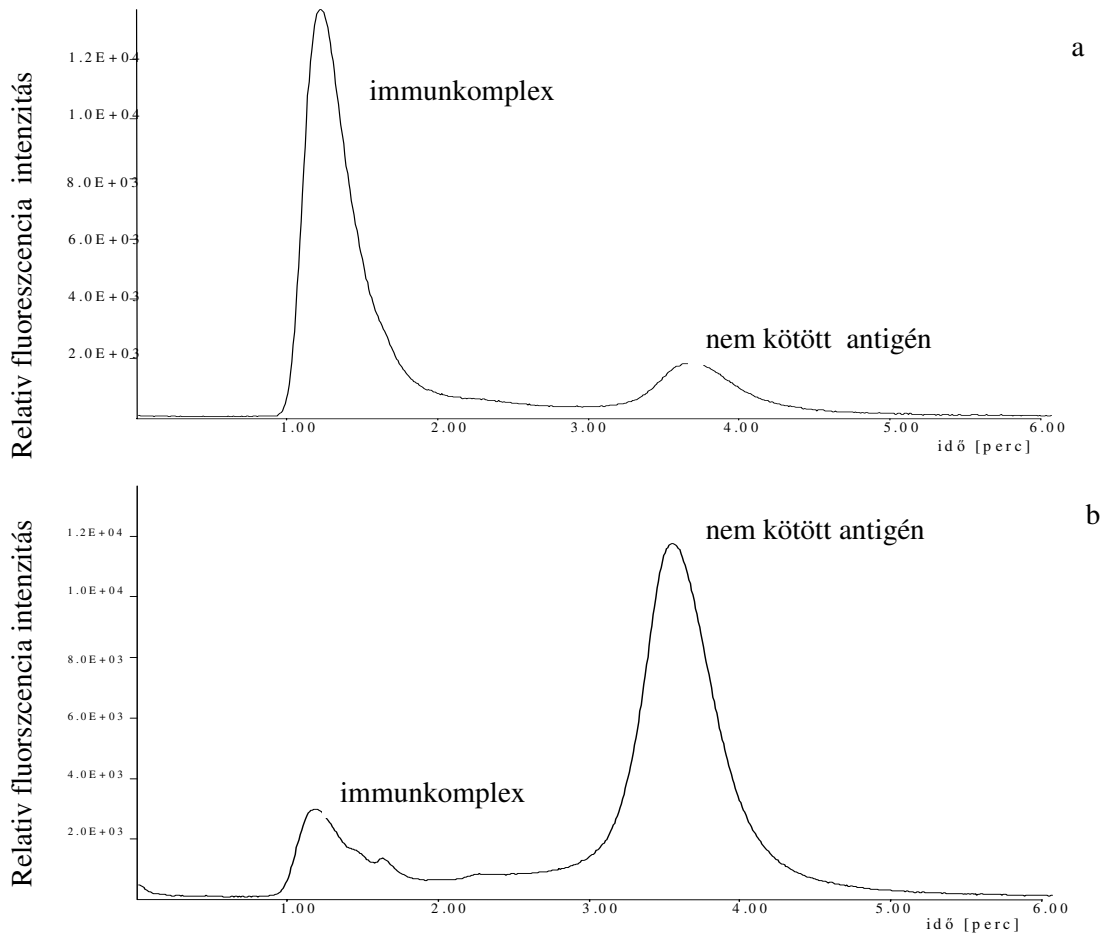 a
Relativ fluoreszcencia intenzitás
1.2E+04
1.0E+04
8.0E+03
6.0E+03
4.0E+03
2.0E+03
immunkomplex
nem kötött antigén
1.00 2.00 3.00 4.00 5.00 6.00
idő [perc]
b
Relativ fluorszcencia intenzitás
1.2E+04
1.0E+04
8.0E+03
6.0E+03
4.0E+03
2.0E+03
nem kötött antigén
immunkomplex
1.00 2.00 3.00 4.00 5.00 6.00
idő [perc]